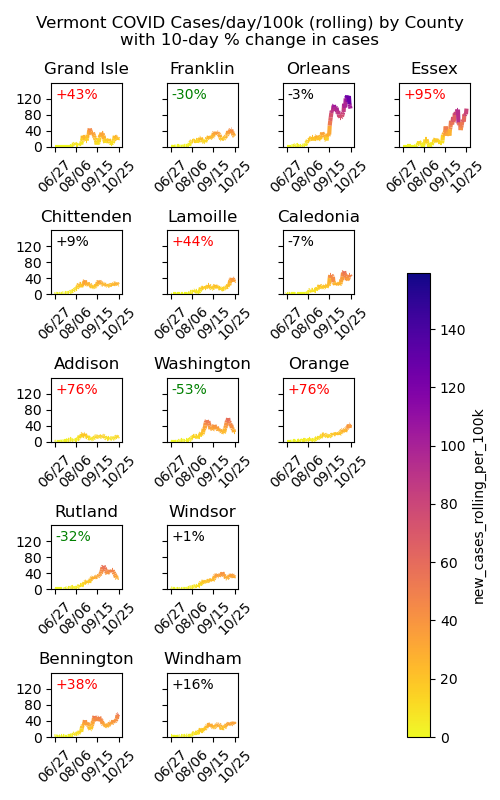 Vermont COVID Cases/day/100k (rolling) by County
with 10-day % change in cases
Grand Isle
+43%
120
80
40
0
06/27 08/06 09/15 10/25
Franklin
-30%
06/27 08/06 09/15 10/25
Orleans
-3%
06/27 08/06 09/15 10/25
Essex
+95%
06/27 08/06 09/15 10/25
Chittenden
+9%
120
80
40
0
06/27 08/06 09/15 10/25
Lamoille
+44%
06/27 08/06 09/15 10/25
Caledonia
-7%
06/27 08/06 09/15 10/25
Addison
+76%
120
80
40
0
06/27 08/06 09/15 10/25
Washington
-53%
06/27 08/06 09/15 10/25
Orange
+76%
06/27 08/06 09/15 10/25
Rutland
-32%
120
80
40
0
06/27 08/06 09/15 10/25
Windsor
+1%
06/27 08/06 09/15 10/25
Bennington
+38%
120
80
40
0
06/27 08/06 09/15 10/25
Windham
+16%
06/27 08/06 09/15 10/25
140
120
100
80
60
40
20
0
new_cases_rolling_per_100k